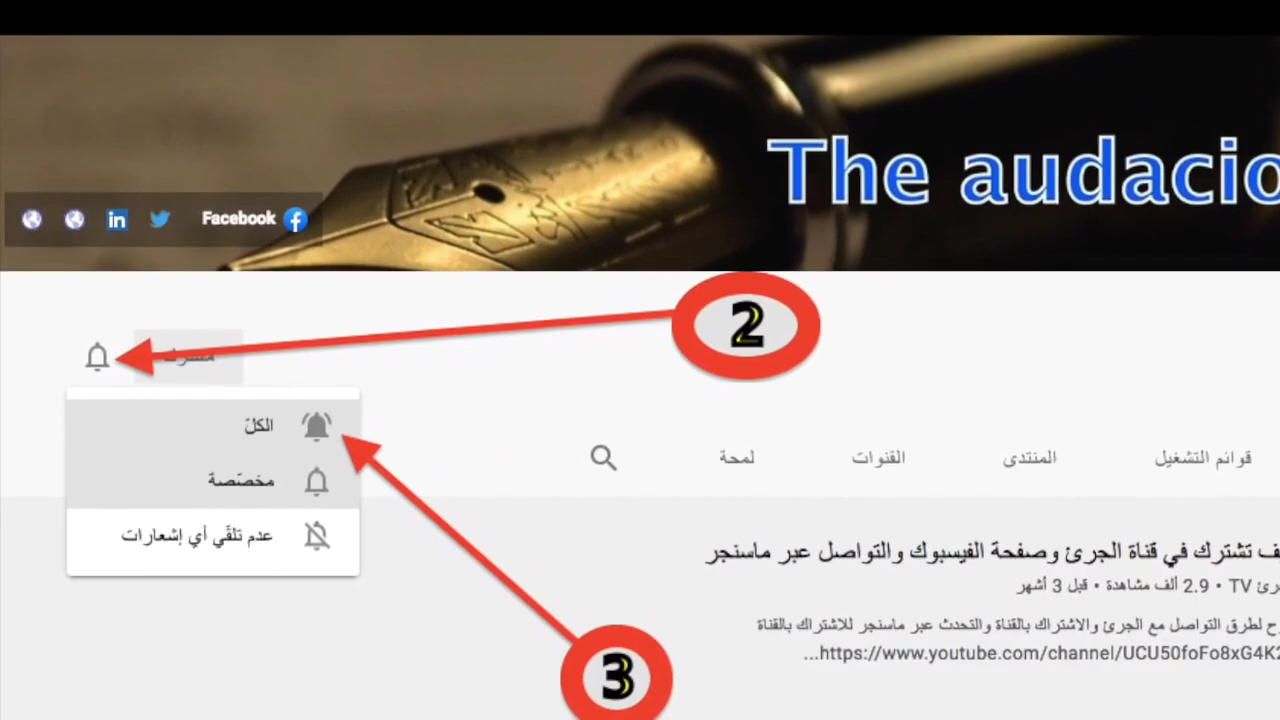 The audacio
Facebook
2
مشترك
الكلّ
مخصّصة
عدم تلقّي أي إشعارات
قوائم التشغيل المنتدى القنوات لمحة
تشترك في قناة الجرئ وصفحة الفيسبوك والتواصل عبر ماسنجر
TV • 2.9 ألف مشاهدة • قبل 3 أشهر
لطرق التواصل مع الجرئ والاشتراك بالقناة والتحدث عبر ماسنجر للاشتراك بالقناة
https://www.youtube.com/channel/UCU50foFo8xG4K2...
3